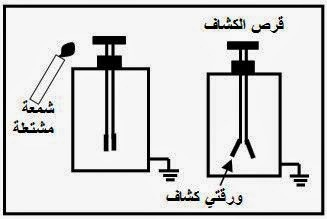 قرص الكشاف
شمعة
مشتعلة
ورقتي كشاف